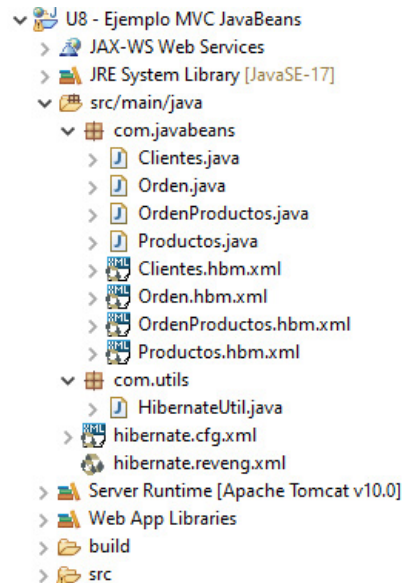 U8 - Ejemplo MVC JavaBeans
JAX-WS Web Services
JRE System Library [JavaSE-17]
src/main/java
com.javabeans
Clientes.java
Orden.java
OrdenProductos.java
Productos.java
Clientes.hbm.xml
Orden.hbm.xml
OrdenProductos.hbm.xml
Productos.hbm.xml
com.utils
HibernateUtil.java
hibernate.cfg.xml
hibernate.reveng.xml
Server Runtime [Apache Tomcat v10.0]
Web App Libraries
build
src